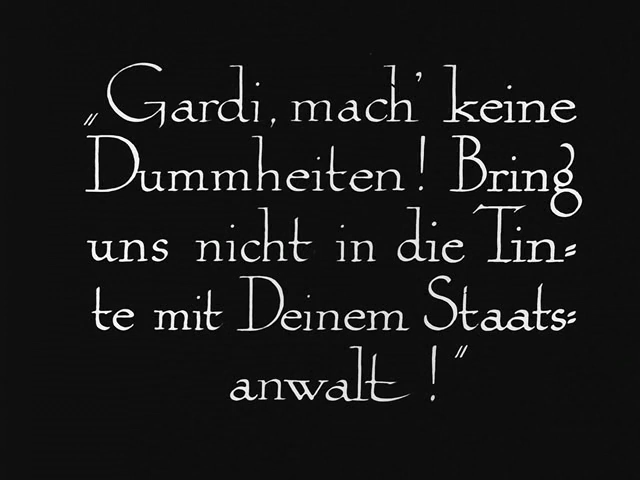 „Gardi, mach' keine
Dummheiten! Bring
uns nicht in die Tin=
te mit Deinem Staats=
anwalt!"